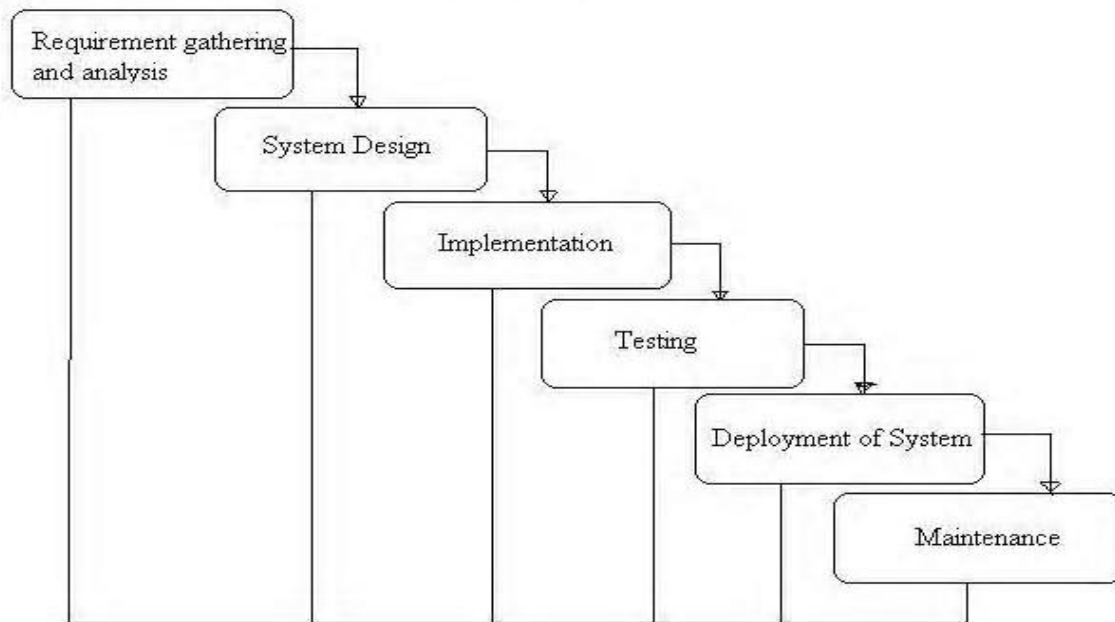 Requirement gathering
and analysis
System Design
Implementation
Testing
Deployment of System
Maintenance